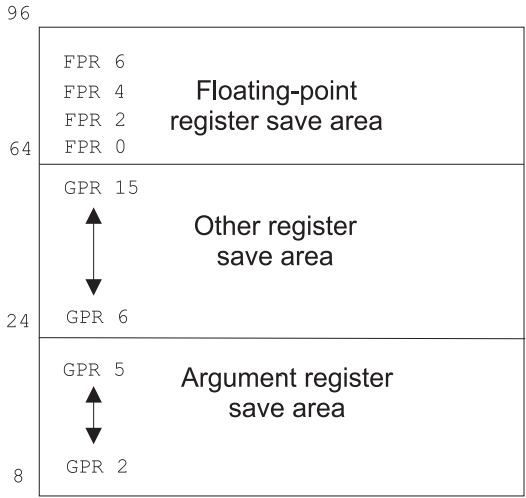 96
FPR 6
FPR 4
FPR 2
FPR 0
Floating-point
register save area
64
GPR 15
Other register
save area
GPR 6
24
GPR 5
Argument register
save area
GPR 2
8